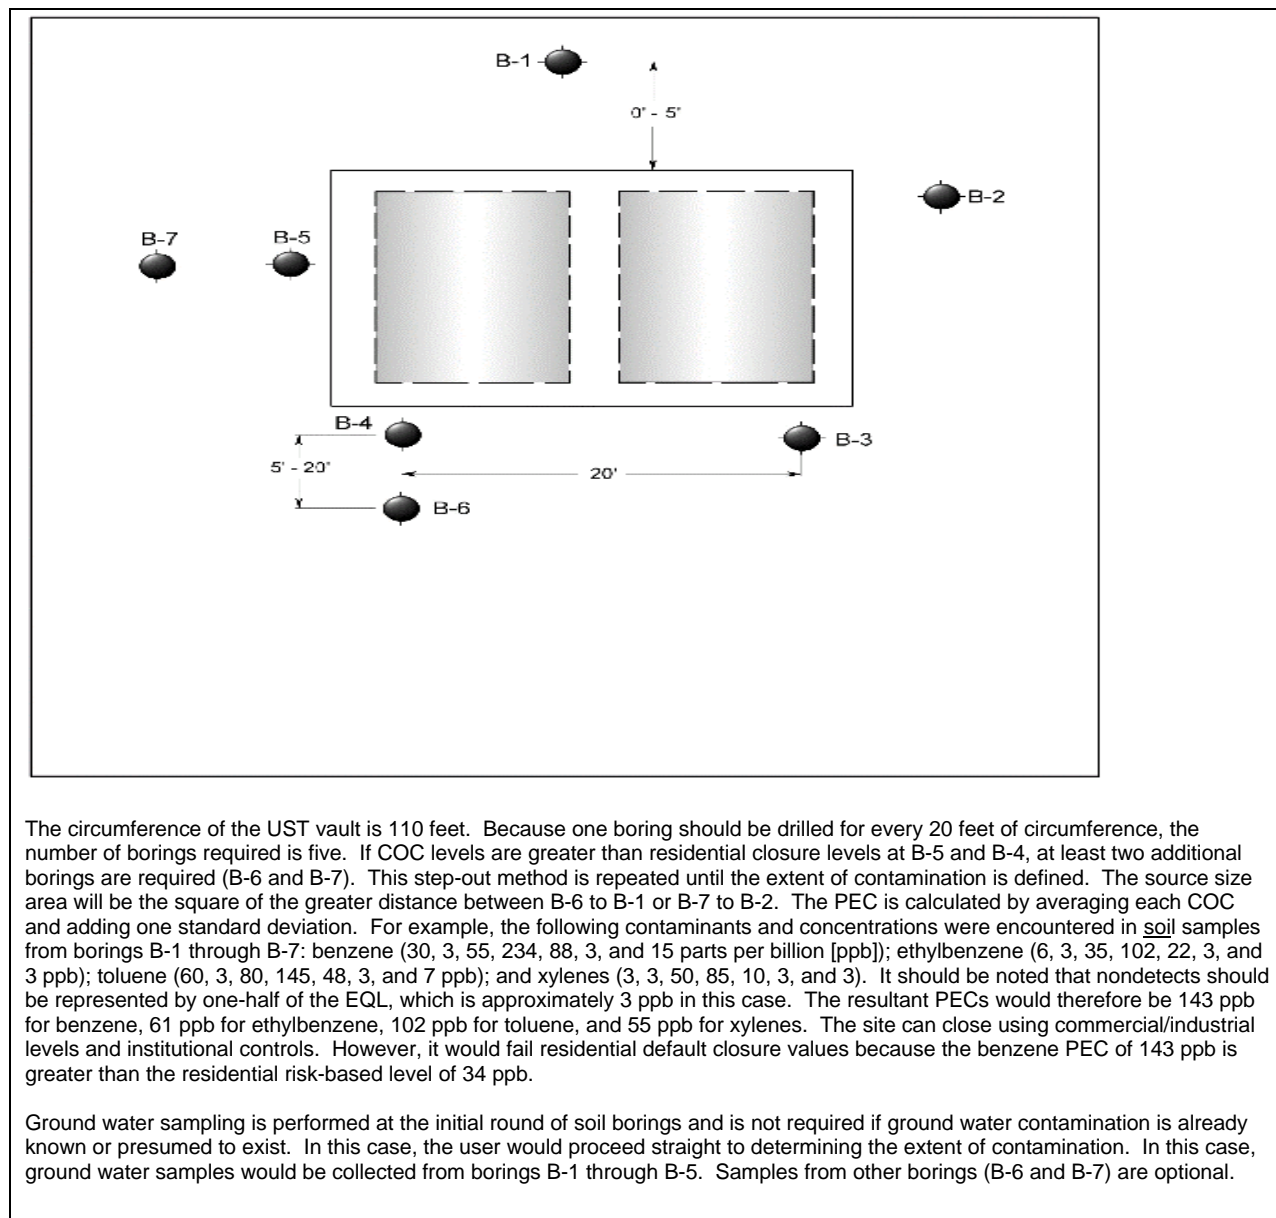 B-1
0' - 5'
B-2
B-7
B-5
B-4
B-3
5' - 20'
20'
B-6
The circumference of the UST vault is 110 feet.  Because one boring should be drilled for every 20 feet of circumference, the
number of borings required is five.  If COC levels are greater than residential closure levels at B-5 and B-4, at least two additional
borings are required (B-6 and B-7).  This step-out method is repeated until the extent of contamination is defined.  The source size
area will be the square of the greater distance between B-6 to B-1 or B-7 to B-2.  The PEC is calculated by averaging each COC
and adding one standard deviation.  For example, the following contaminants and concentrations were encountered in soil samples
from borings B-1 through B-7: benzene (30, 3, 55, 234, 88, 3, and 15 parts per billion [ppb]); ethylbenzene (6, 3, 35, 102, 22, 3, and
3 ppb); toluene (60, 3, 80, 145, 48, 3, and 7 ppb); and xylenes (3, 3, 50, 85, 10, 3, and 3).  It should be noted that nondetects should
be represented by one-half of the EQL, which is approximately 3 ppb in this case.  The resultant PECs would therefore be 143 ppb
for benzene, 61 ppb for ethylbenzene, 102 ppb for toluene, and 55 ppb for xylenes.  The site can close using commercial/industrial
levels and institutional controls.  However, it would fail residential default closure values because the benzene PEC of 143 ppb is
greater than the residential risk-based level of 34 ppb.
Ground water sampling is performed at the initial round of soil borings and is not required if ground water contamination is already
known or presumed to exist.  In this case, the user would proceed straight to determining the extent of contamination.  In this case,
ground water samples would be collected from borings B-1 through B-5.  Samples from other borings (B-6 and B-7) are optional.